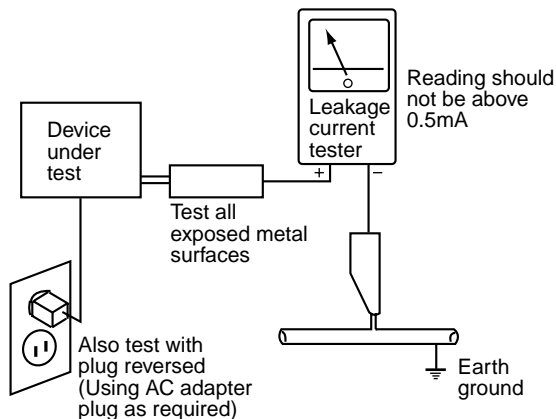 Device
under
test
Leakage
current
tester
+
−
Reading should
not be above
0.5mA
Test all
exposed metal
surfaces
Also test with
plug reversed
(Using AC adapter
plug as required)
Earth
ground